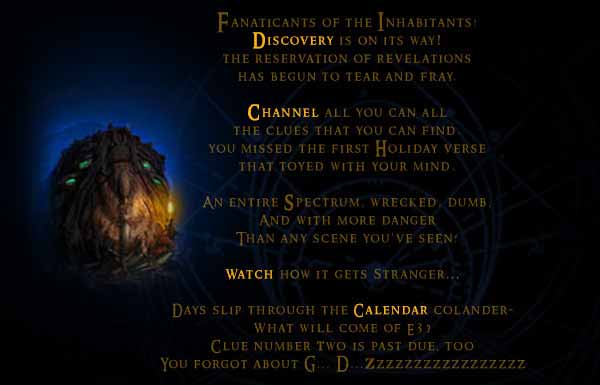 Fanaticants of the Inhabitants!
Discovery is on its way!
the reservation of revelations
has begun to tear and fray.
Channel all you can all
the clues that you can find.
you missed the first Holiday verse
that toyed with your mind.
An entire Spectrum, wrecked, dumb,
And with more danger
Than any scene you've seen?
Watch how it gets Stranger...
Days slip through the Calendar colander-
What will come of e3?
Clue number two is past due, too
You forgot about G... D...Zzzzzzzzzzzzzzzzz